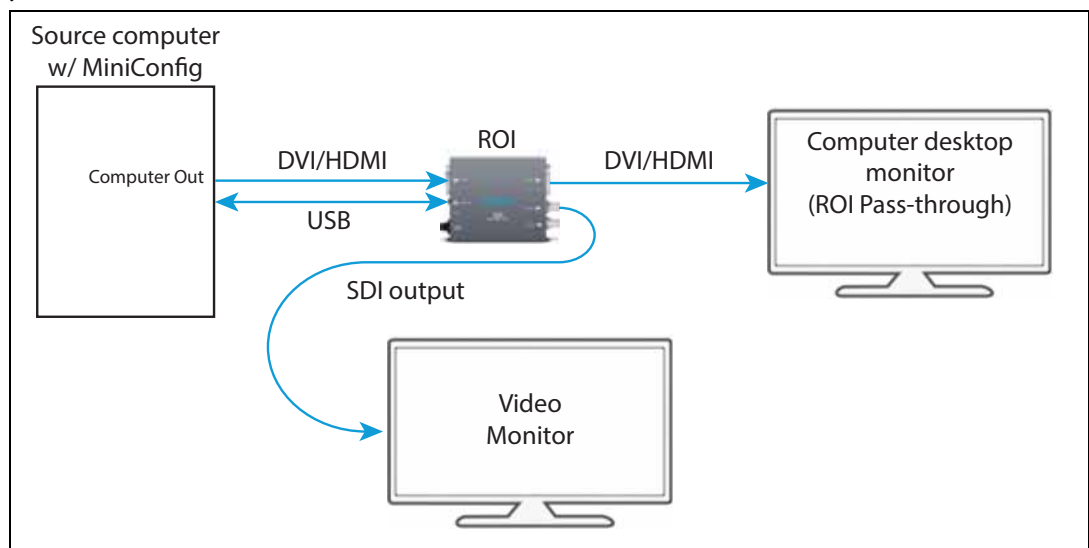 Source computer
w/ MiniConfig
Computer Out
DVI/HDMI
USB
ROI
DVI/HDMI
SDI output
Computer desktop
monitor
(ROI Pass-through)
Video
Monitor